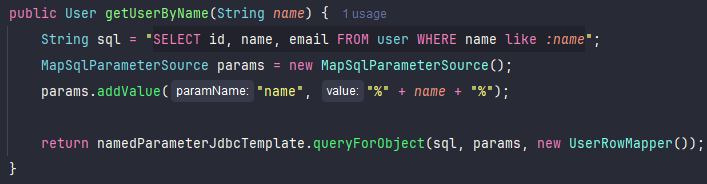 public User getUserByName(String name) { 1 usage
    String sql = "SELECT id, name, email FROM user WHERE name like :name";
    MapSqlParameterSource params = new MapSqlParameterSource();
    params.addValue( paramName: "name", value: "%" + name + "%");

    return namedParameterJdbcTemplate.queryForObject(sql, params, new UserRowMapper());
}